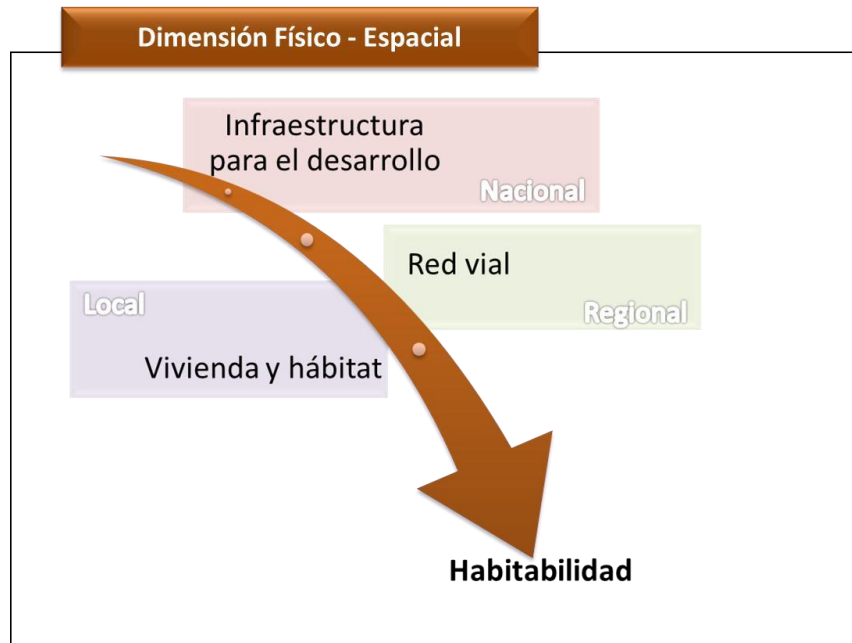 Dimensión Físico - Espacial
Infraestructura
para el desarrollo
Nacional
Red vial
Regional
Local
Vivienda y hábitat
Habitabilidad